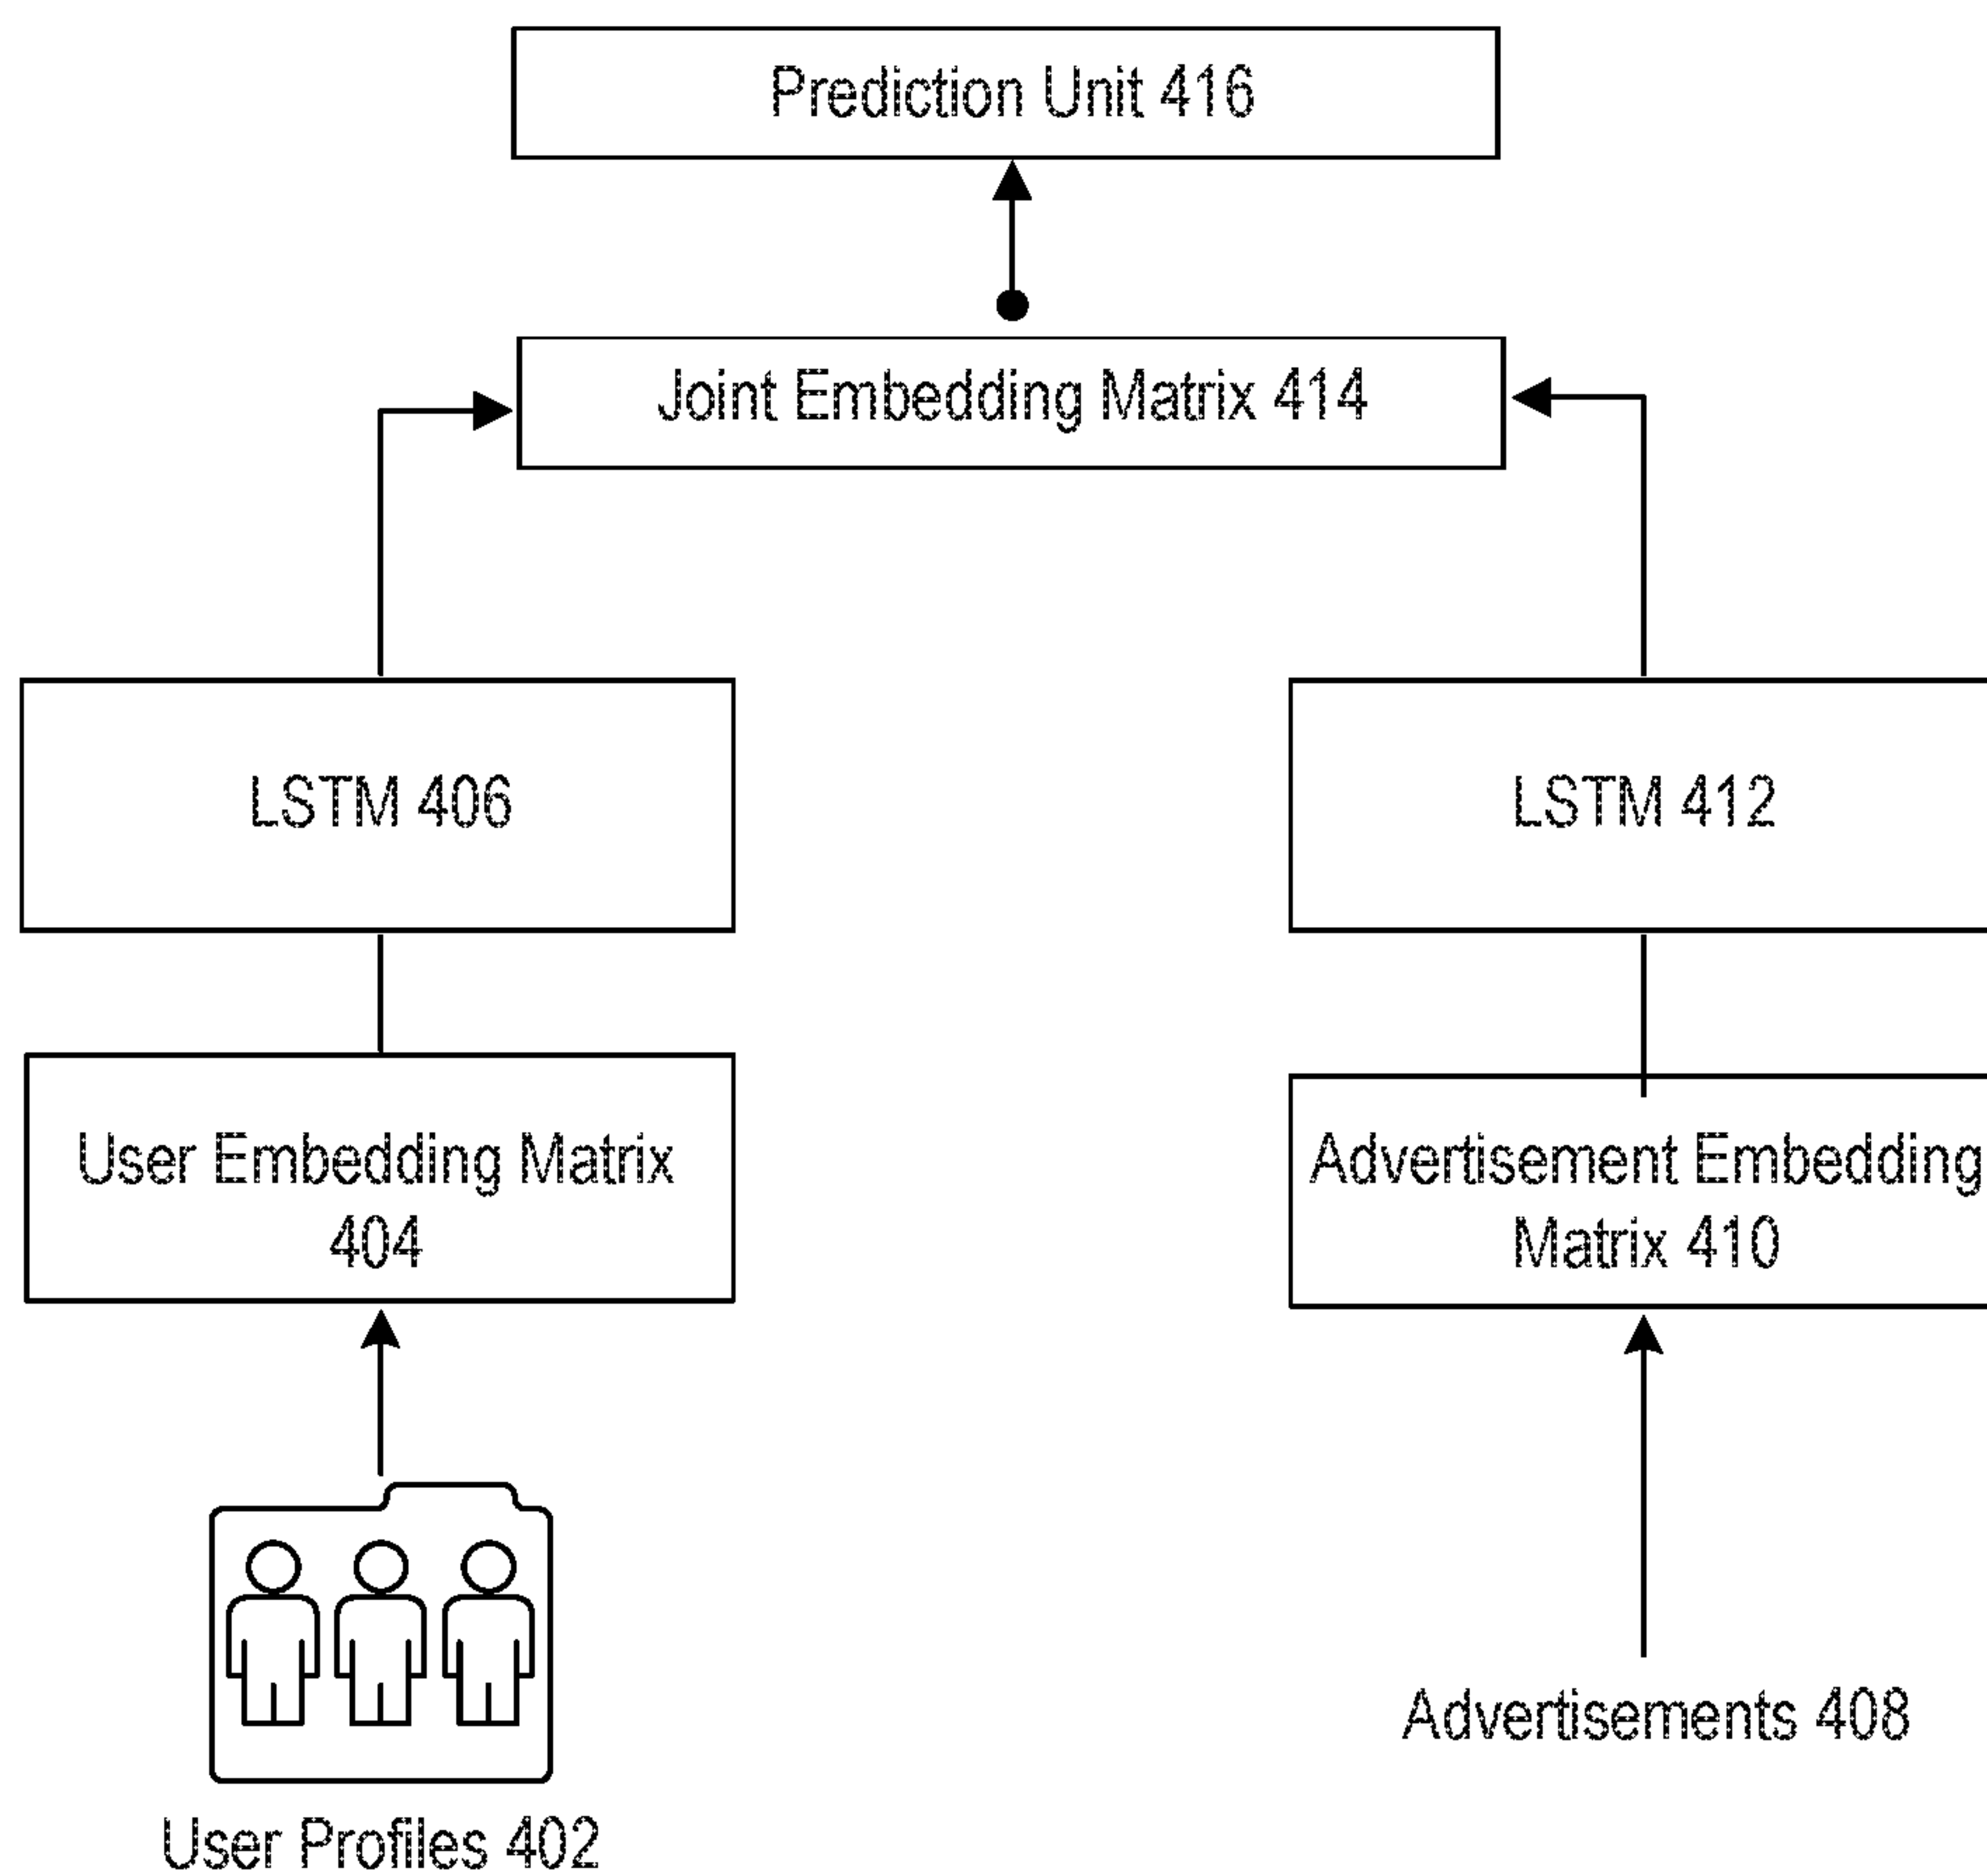 Prediction Unit 416
Joint Embedding Matrix 414
LSTM 406
LSTM 412
User Embedding Matrix
404
Advertisement Embedding
Matrix 410
Advertisements 408
User Profiles 402